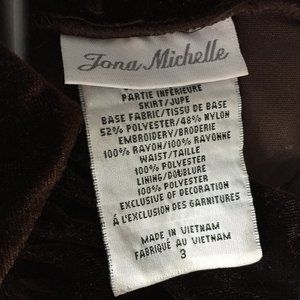 Jona Michelle
PARTIE INFÉRIEURE
SKIRT/JUPE
BASE FABRIC/TISSU DE BASE
52% POLYESTER/48% NYLON
EMBROIDERY/BRODERIE
100% RAYON/100% RAYONNE
WAIST/TAILLE
100% POLYESTER
LINING/DOUBLURE
100% POLYESTER
EXCLUSIVE OF DECORATION
À L'EXCLUSION DES GARNITURES
MADE IN VIETNAM
FABRIQUÉ AU VIETNAM
3